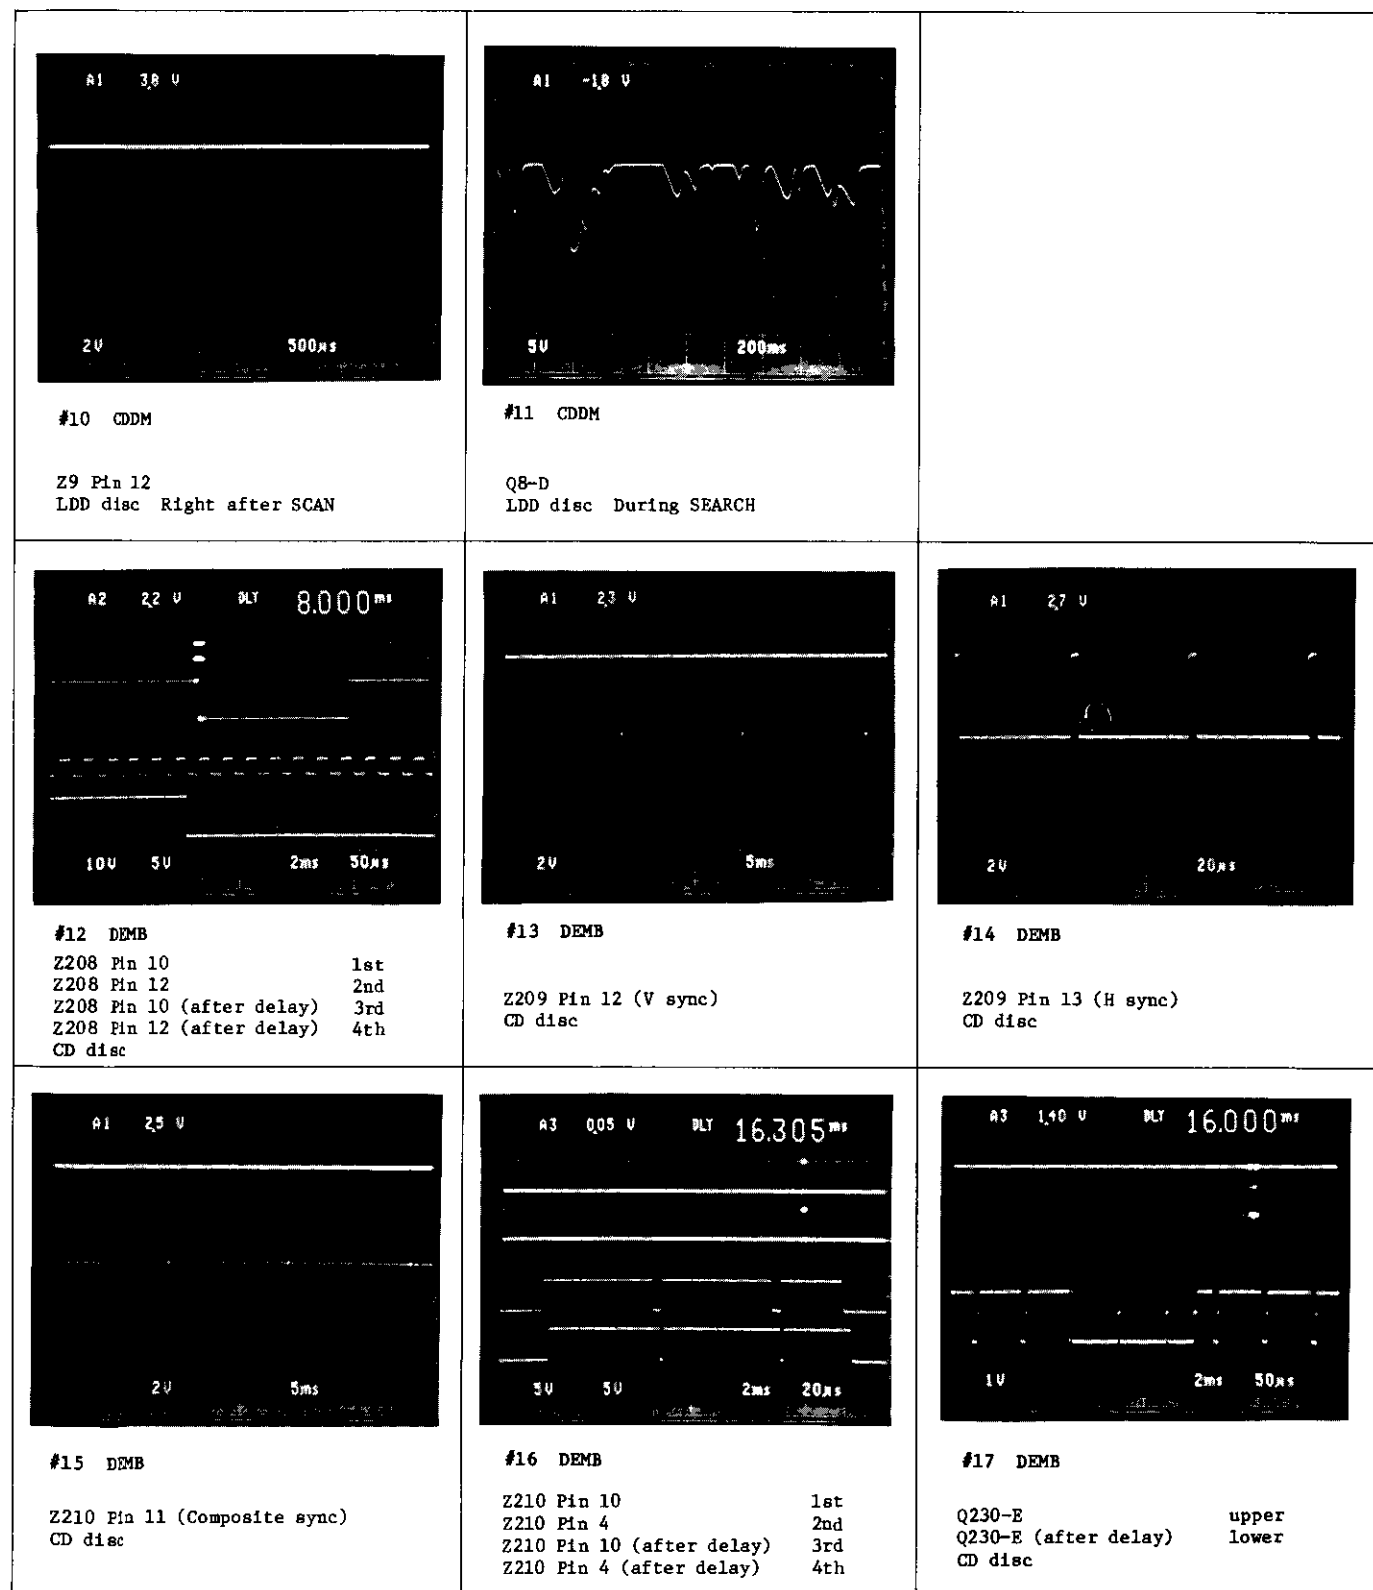 A1 3.8 V
2V 500µs
#10 CDDM
Z9 Pin 12
LDD disc Right after SCAN
A1 -1.8 V
5V 200ms
#11 CDDM
Q8-D
LDD disc During SEARCH
A2 2.2 V DLY 8.000ms
10V 5V 2ms 50µs
#12 DEMB
Z208 Pin 10 1st
Z208 Pin 12 2nd
Z208 Pin 10 (after delay) 3rd
Z208 Pin 12 (after delay) 4th
CD disc
A1 2.3 V
2V 5ms
#13 DEMB
Z209 Pin 12 (V sync)
CD disc
A1 2.7 V
2V 20µs
#14 DEMB
Z209 Pin 13 (H sync)
CD disc
A1 2.5 V
2V 5ms
#15 DEMB
Z210 Pin 11 (Composite sync)
CD disc
A3 0.05 V DLY 16.305ms
5V 5V 2ms 20µs
#16 DEMB
Z210 Pin 10 1st
Z210 Pin 4 2nd
Z210 Pin 10 (after delay) 3rd
Z210 Pin 4 (after delay) 4th
A3 1.40 V DLY 16.000ms
1V 2ms 50µs
#17 DEMB
Q230-E upper
Q230-E (after delay) lower
CD disc